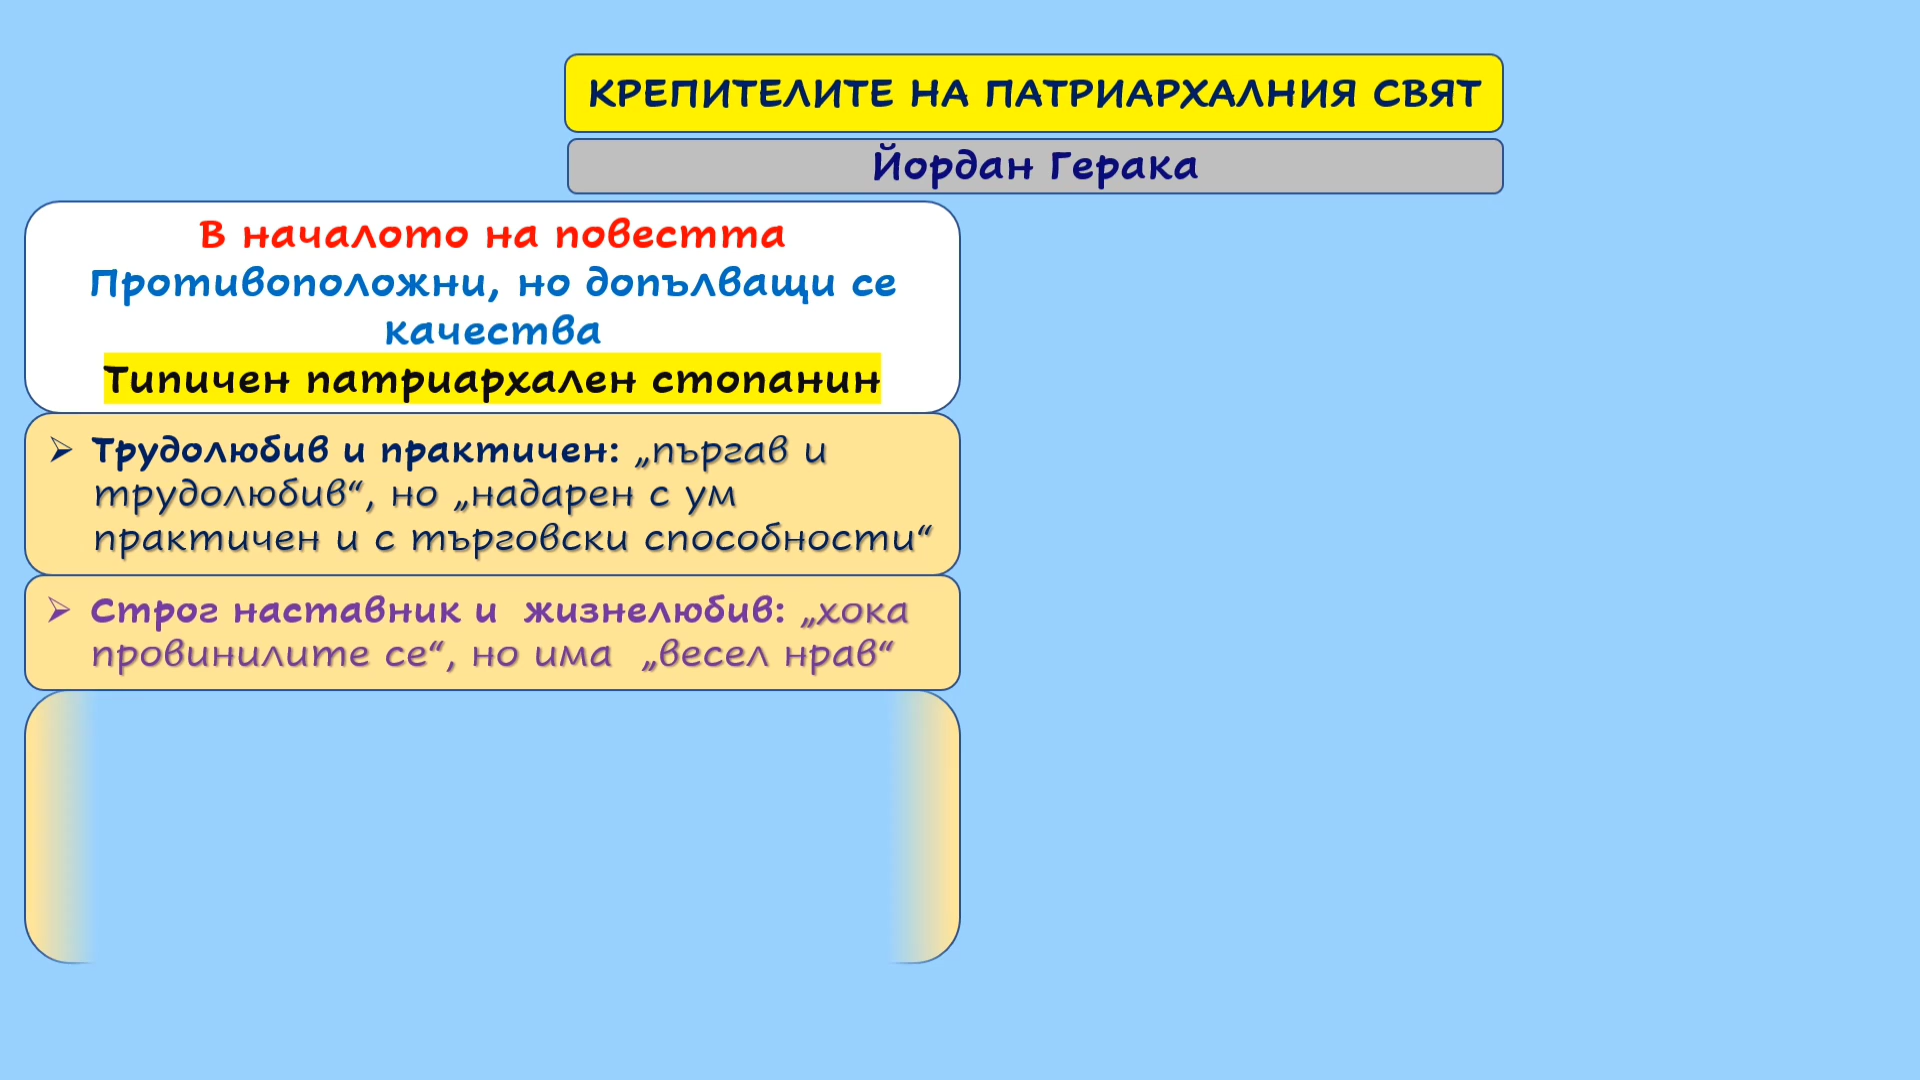 КРЕПИТЕЛИТЕ НА ПАТРИАРХАЛНИЯ СВЯТ
Йордан Герака
В началото на повестта
Противоположни, но допълващи се
качества
Типичен патриархален стопанин
➢ Трудолюбив и практичен: „пъргав и
трудолюбив“, но „надарен с ум
практичен и с търговски способности“
➢ Строг наставник и  жизнелюбив: „хока
провинилите се“, но има  „весел нрав“